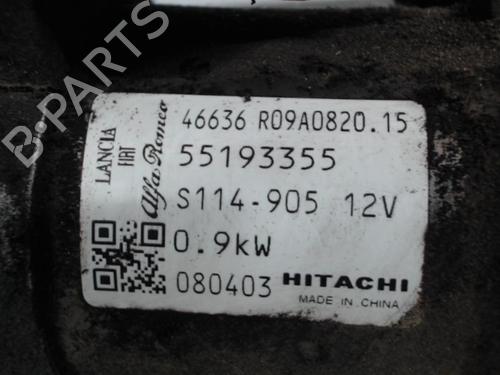 LANCIA
FIAT
Alfa Romeo
46636 R09A0820.15
55193355
S114-905 12V
0.9kW
080403 HITACHI
MADE IN CHINA
B-PARTS